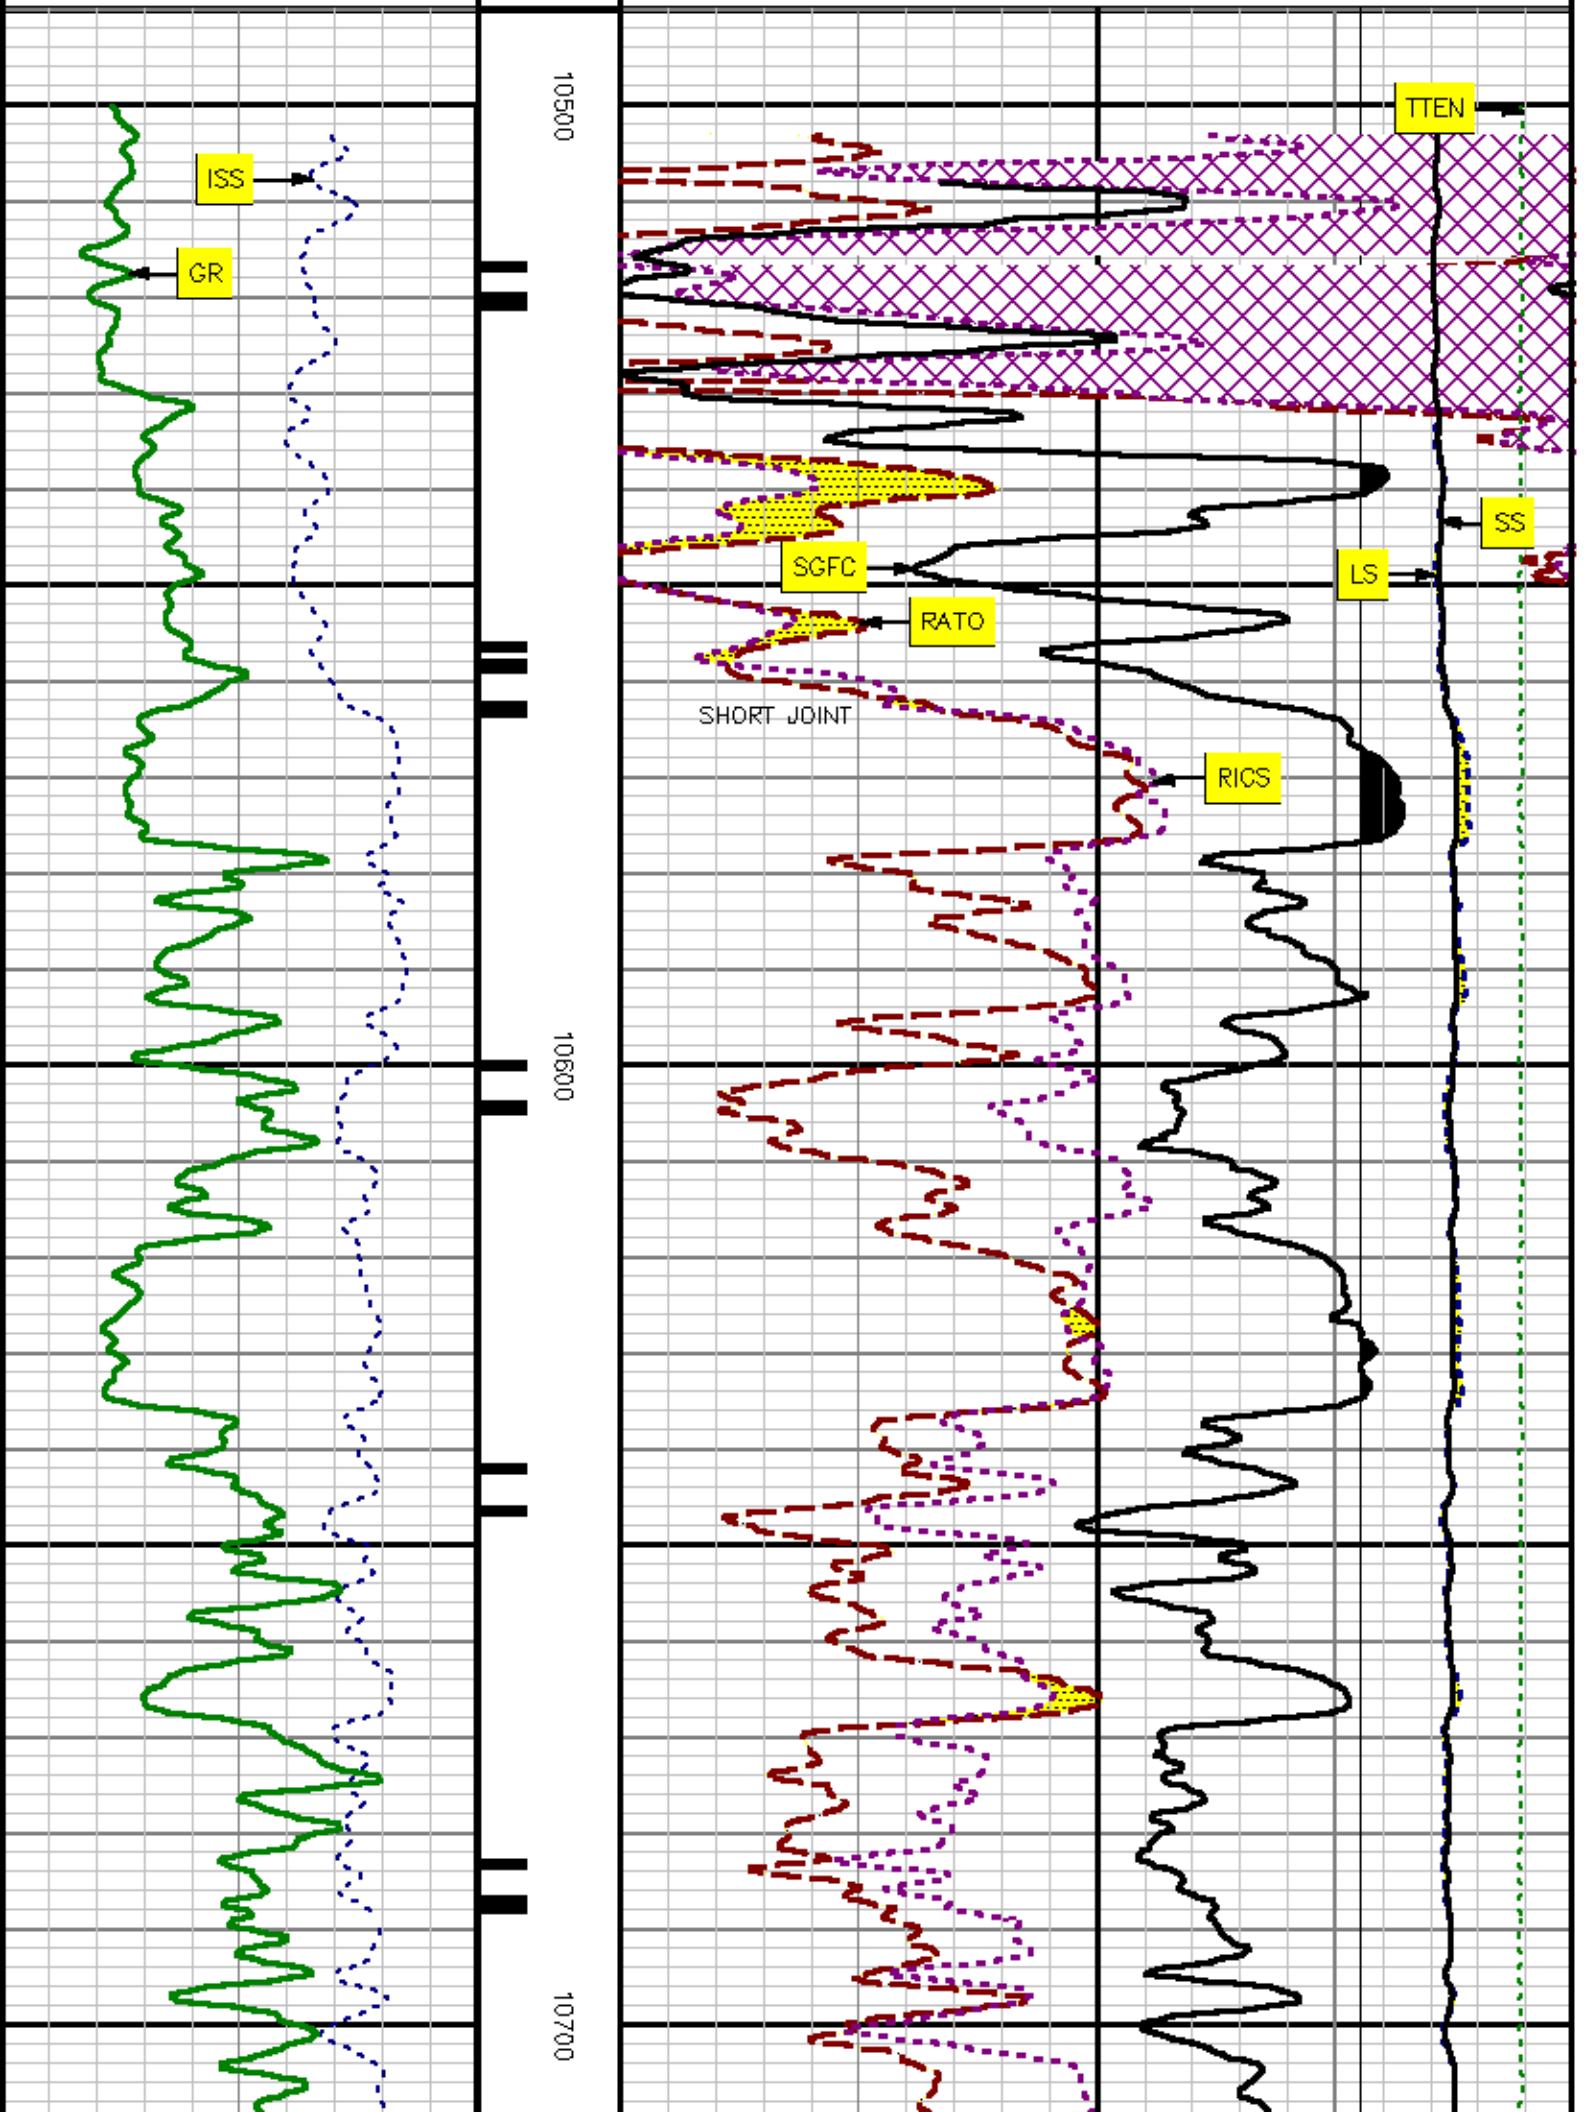 10500
TTEN
ISS
GR
SS
SGFC
LS
RATO
SHORT JOINT
RICS
10600
10700